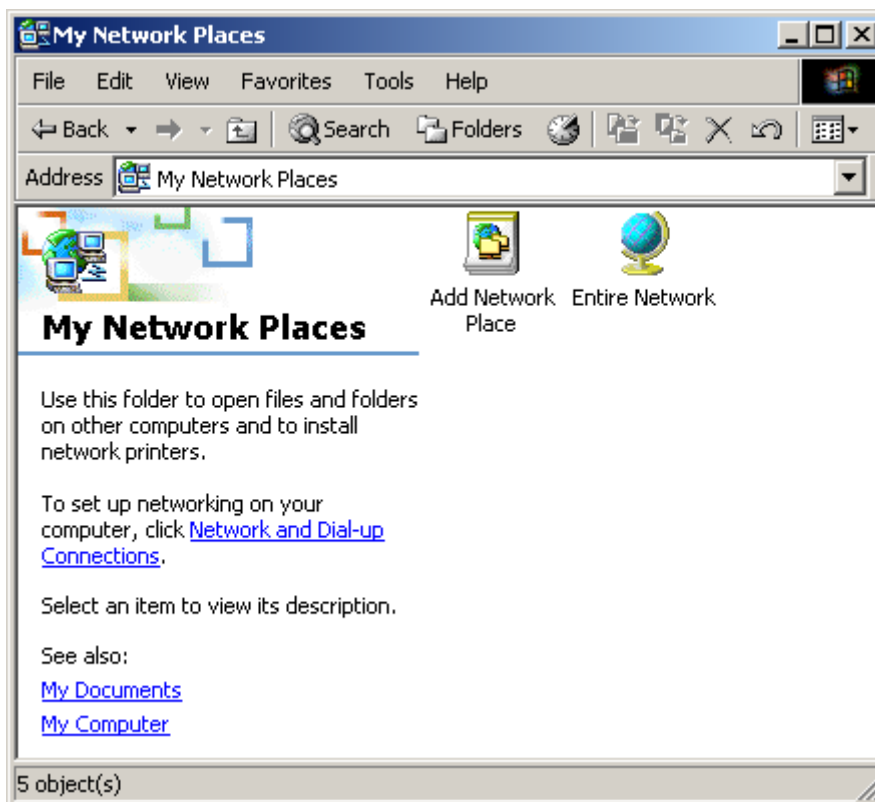 My Network Places
File Edit View Favorites Tools Help
Back Search Folders
Address My Network Places
Add Network
Place
Entire Network
My Network Places
Use this folder to open files and folders
on other computers and to install
network printers.
To set up networking on your
computer, click Network and Dial-up
Connections.
Select an item to view its description.
See also:
My Documents
My Computer
5 object(s)